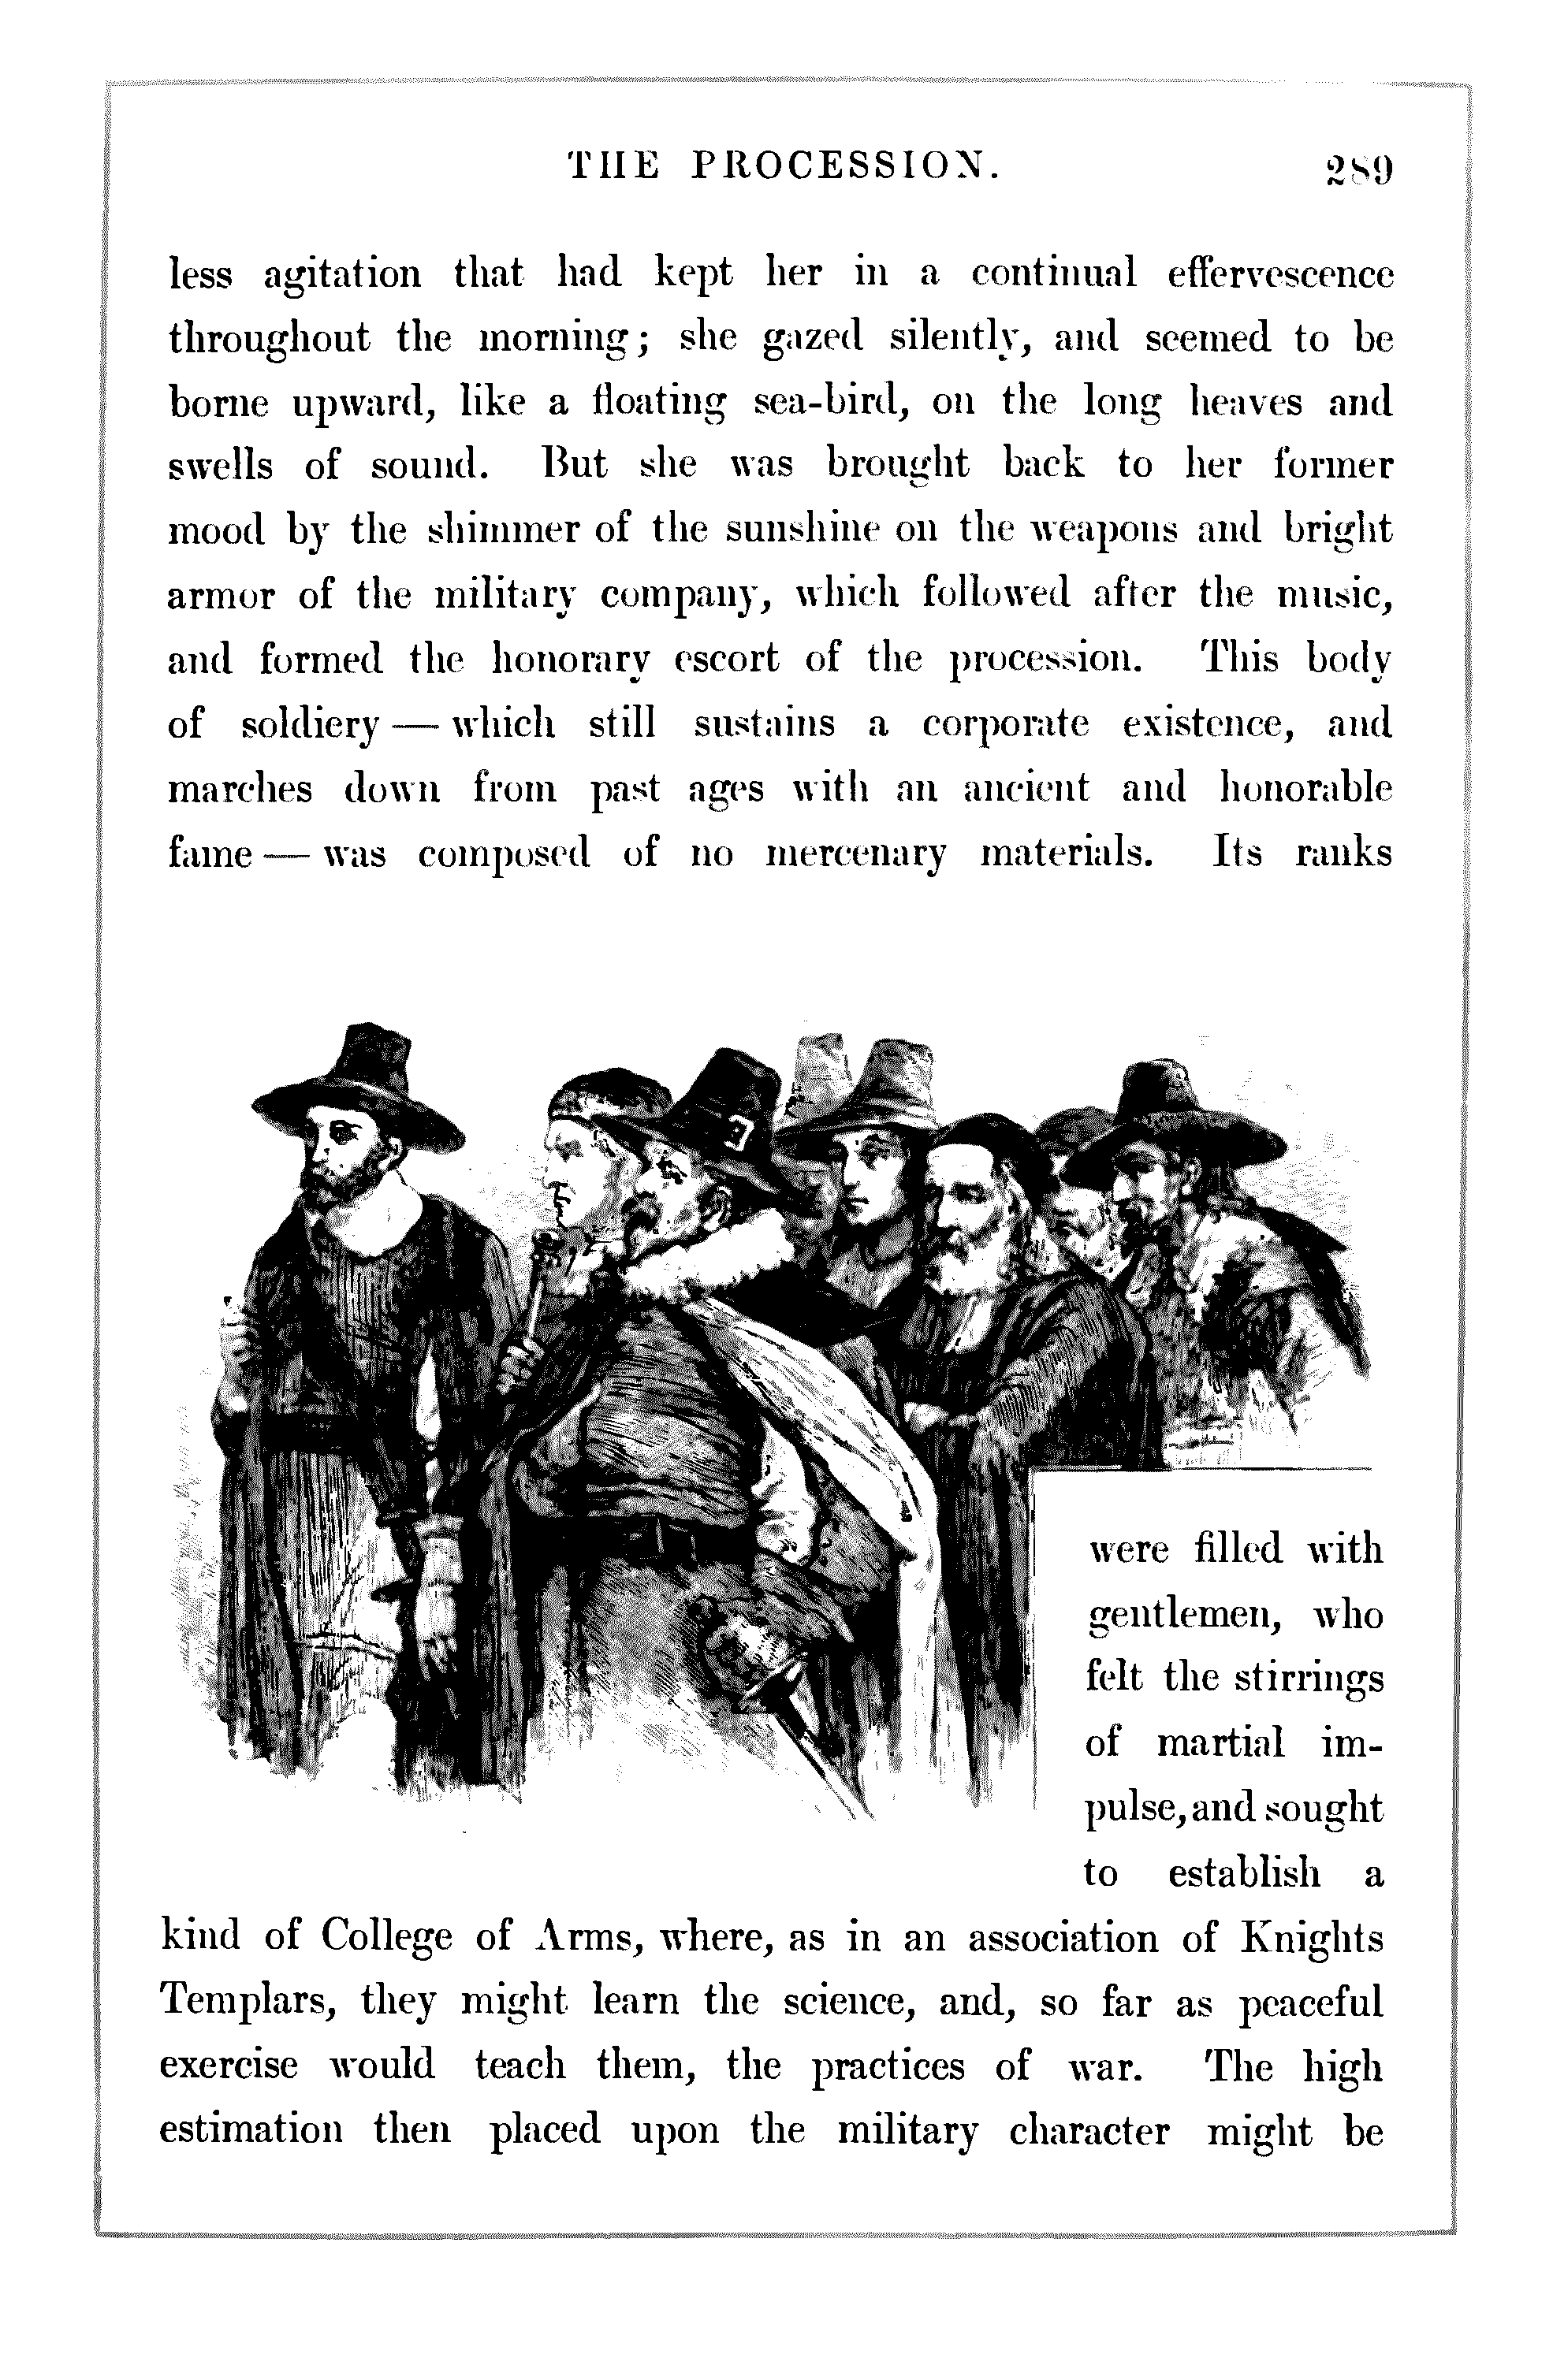 THE PROCESSION. 289
less agitation that had kept her in a continual effervescence
throughout the morning; she gazed silently, and seemed to be
borne upward, like a floating sea-bird, on the long heaves and
swells of sound. But she was brought back to her former
mood by the shimmer of the sunshine on the weapons and bright
armor of the military company, which followed after the music,
and formed the honorary escort of the procession. This body
of soldiery — which still sustains a corporate existence, and
marches down from past ages with an ancient and honorable
fame — was composed of no mercenary materials. Its ranks
were filled with
gentlemen, who
felt the stirrings
of martial im-
pulse, and sought
to establish a
kind of College of Arms, where, as in an association of Knights
Templars, they might learn the science, and, so far as peaceful
exercise would teach them, the practices of war. The high
estimation then placed upon the military character might be